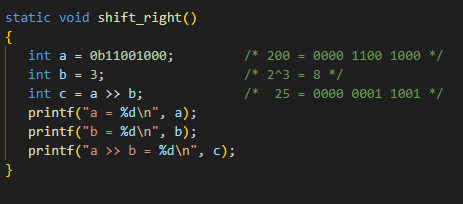 static void shift_right()
{
int a = 0b11001000; /* 200 = 0000 1100 1000 */
int b = 3; /* 2^3 = 8 */
int c = a >> b; /*  25 = 0000 0001 1001 */
printf("a = %d\n", a);
printf("b = %d\n", b);
printf("a >> b = %d\n", c);
}